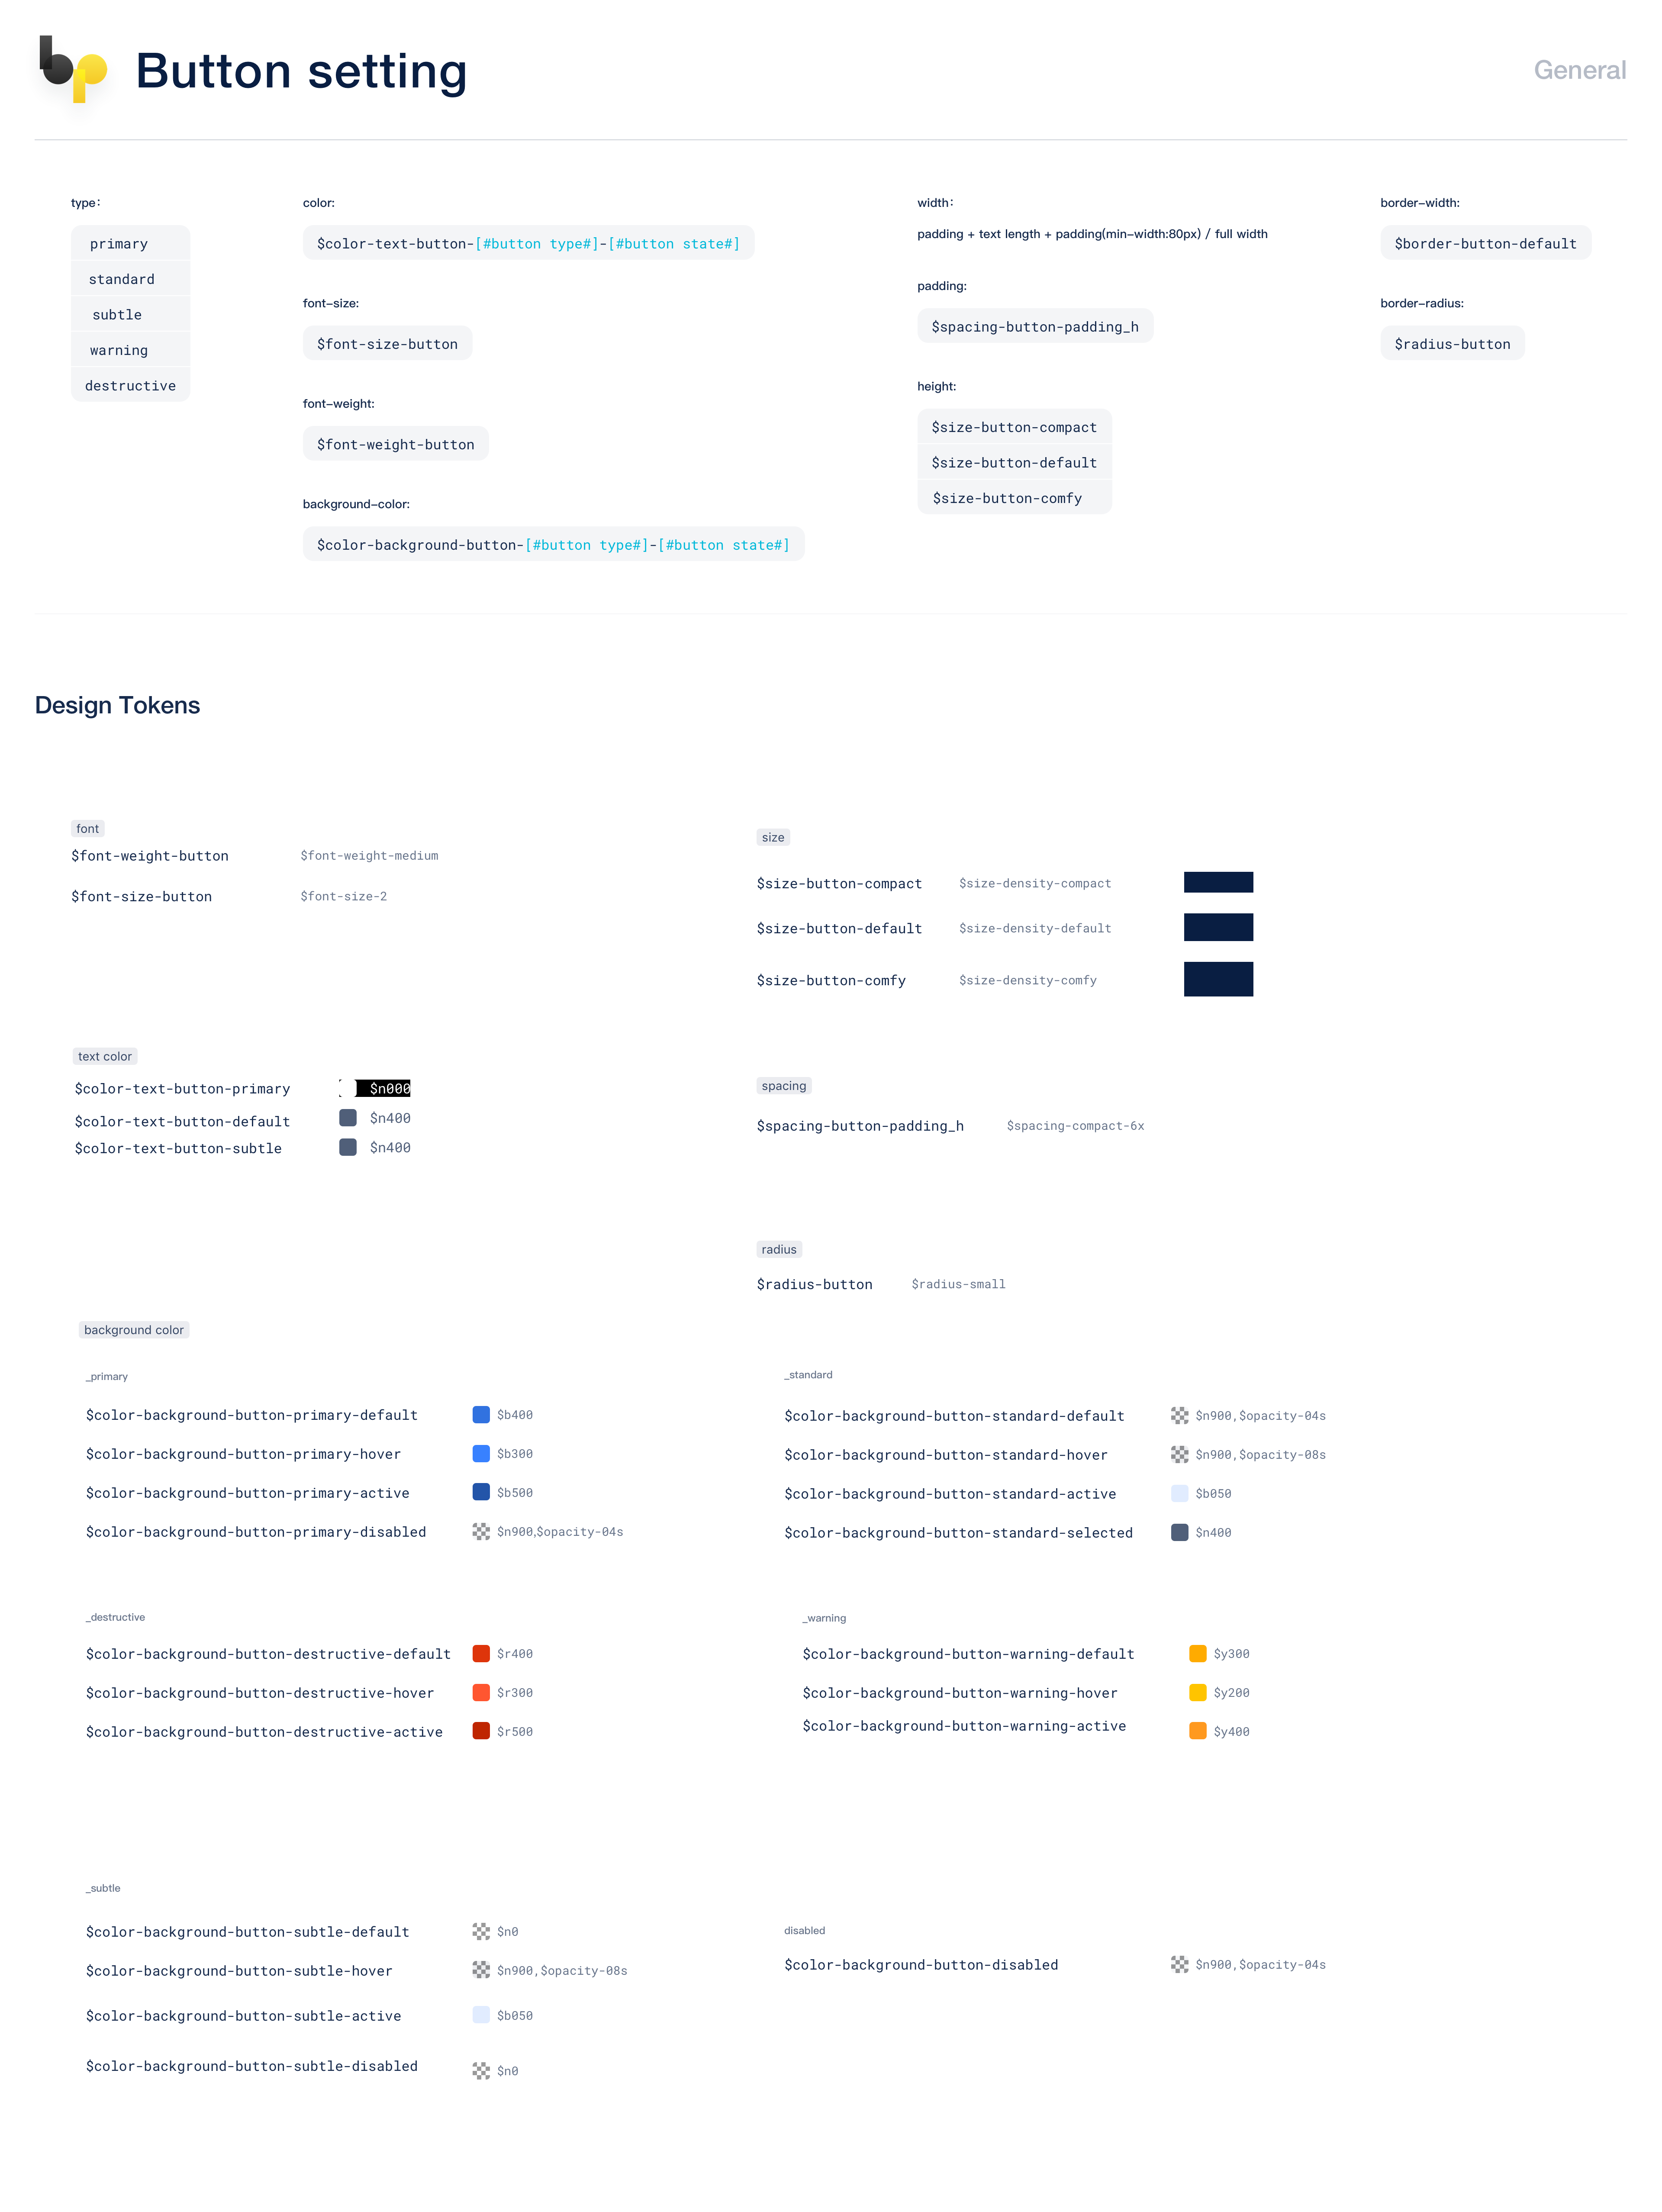 bp
Button setting
General
type:
primary
standard
subtle
warning
destructive
color:
$color-text-button-[#button type#]-[#button state#]
font-size:
$font-size-button
font-weight:
$font-weight-button
background-color:
$color-background-button-[#button type#]-[#button state#]
width:
padding + text length + padding(min-width:80px) / full width
padding:
$spacing-button-padding_h
height:
$size-button-compact
$size-button-default
$size-button-comfy
border-width:
$border-button-default
border-radius:
$radius-button
Design Tokens
font
$font-weight-button $font-weight-medium
$font-size-button $font-size-2
size
$size-button-compact $size-density-compact
$size-button-default $size-density-default
$size-button-comfy $size-density-comfy
text color
$color-text-button-primary $n000
$color-text-button-default $n400
$color-text-button-subtle $n400
spacing
$spacing-button-padding_h $spacing-compact-6x
radius
$radius-button $radius-small
background color
_primary
$color-background-button-primary-default $b400
$color-background-button-primary-hover $b300
$color-background-button-primary-active $b500
$color-background-button-primary-disabled $n900,$opacity-04s
_standard
$color-background-button-standard-default $n900,$opacity-04s
$color-background-button-standard-hover $n900,$opacity-08s
$color-background-button-standard-active $b050
$color-background-button-standard-selected $n400
_destructive
$color-background-button-destructive-default $r400
$color-background-button-destructive-hover $r300
$color-background-button-destructive-active $r500
_warning
$color-background-button-warning-default $y300
$color-background-button-warning-hover $y200
$color-background-button-warning-active $y400
_subtle
$color-background-button-subtle-default $n0
$color-background-button-subtle-hover $n900,$opacity-08s
$color-background-button-subtle-active $b050
$color-background-button-subtle-disabled $n0
disabled
$color-background-button-disabled $n900,$opacity-04s